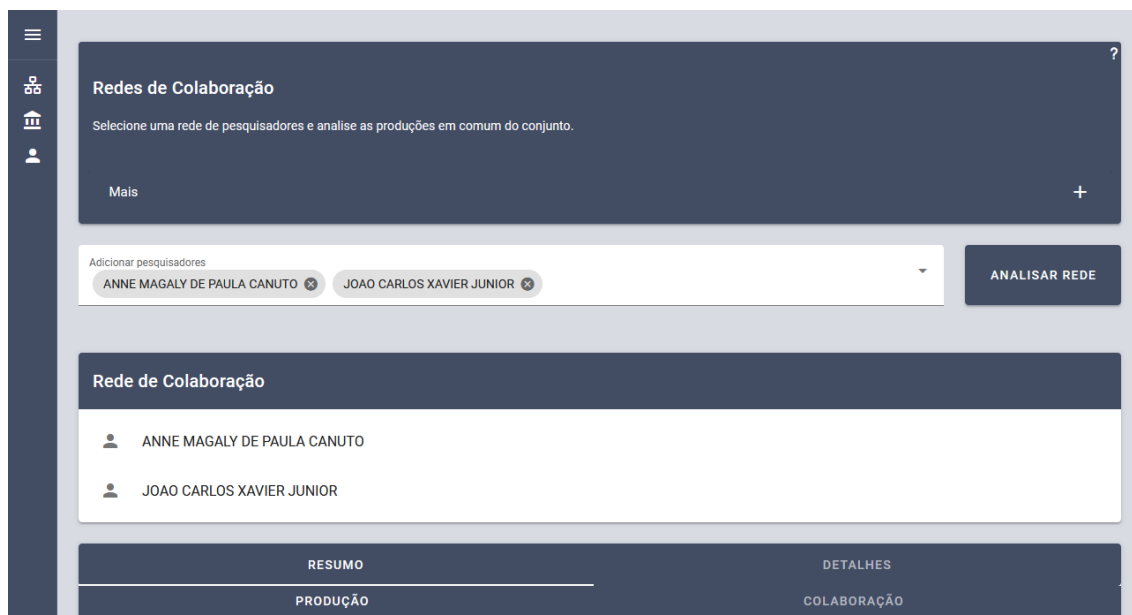 ?
Redes de Colaboração
Selecione uma rede de pesquisadores e analise as produções em comum do conjunto.
Mais +
Adicionar pesquisadores
ANNE MAGALY DE PAULA CANUTO JOAO CARLOS XAVIER JUNIOR
ANALISAR REDE
Rede de Colaboração
ANNE MAGALY DE PAULA CANUTO
JOAO CARLOS XAVIER JUNIOR
RESUMO DETALHES
PRODUÇÃO COLABORAÇÃO